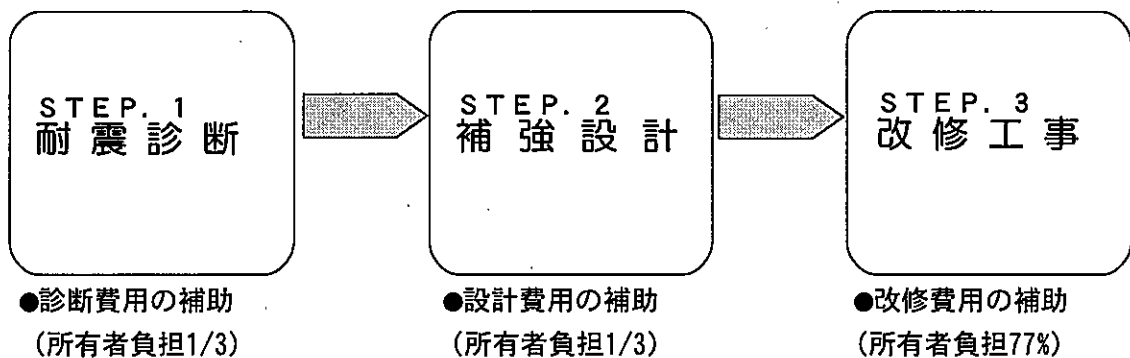 STEP.1
耐震診断
●診断費用の補助
(所有者負担1/3)
STEP.2
補強設計
●設計費用の補助
(所有者負担1/3)
STEP.3
改修工事
●改修費用の補助
(所有者負担77%)